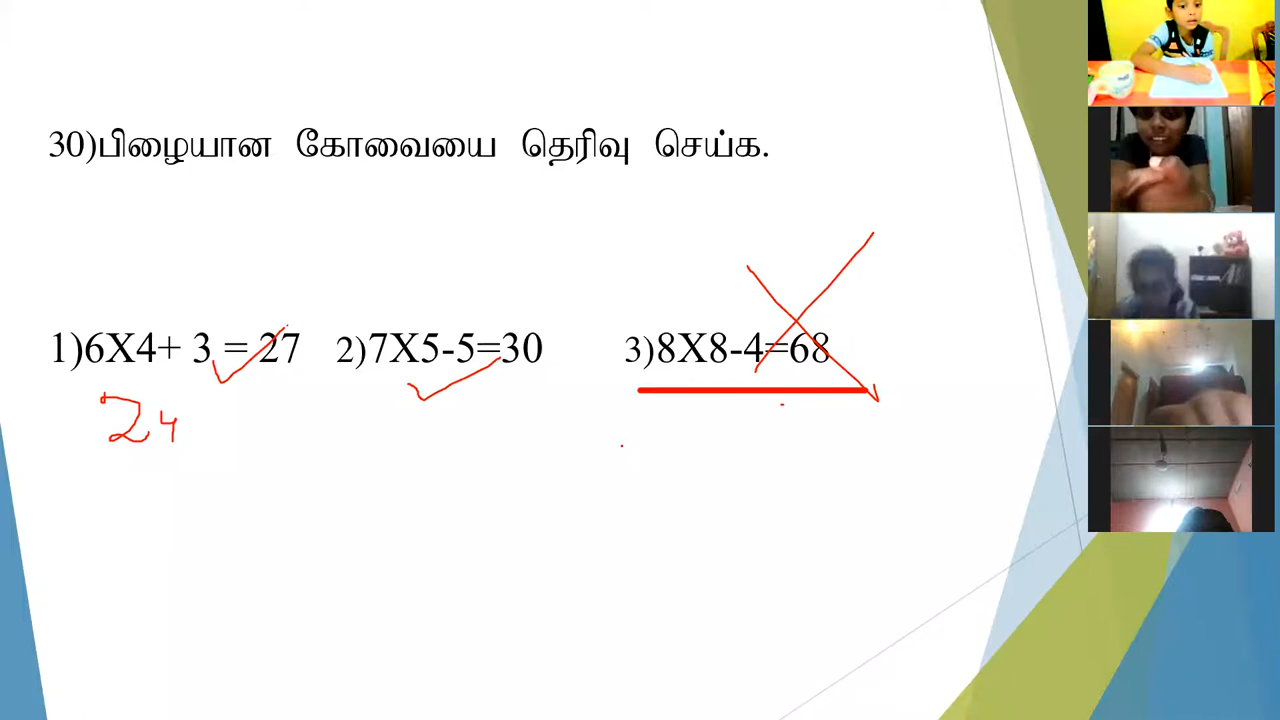 30)பிழையான கோவையை தெரிவு செய்க.
1)6X4+ 3 = 27 2)7X5-5=30 3)8X8-4=68
24